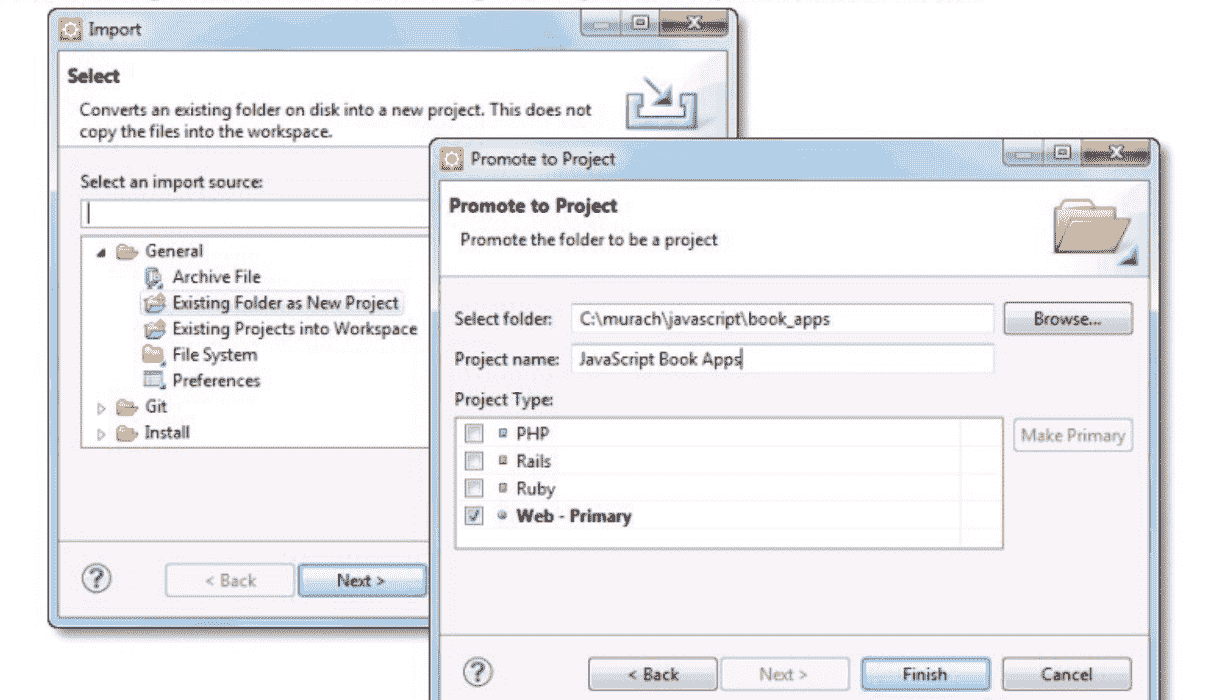 Import
Select
Converts an existing folder on disk into a new project. This does not
copy the files into the workspace.
Select an import source:
General
Archive File
Existing Folder as New Project
Existing Projects into Workspace
File System
Preferences
Git
Install
?
< Back
Next >
Promote to Project
Promote to Project
Promote the folder to be a project
Select folder: C:\murach\javascript\book_apps Browse...
Project name: JavaScript Book Apps
Project Type:
PHP
Make Primary
Rails
Ruby
Web - Primary
?
< Back Next > Finish Cancel